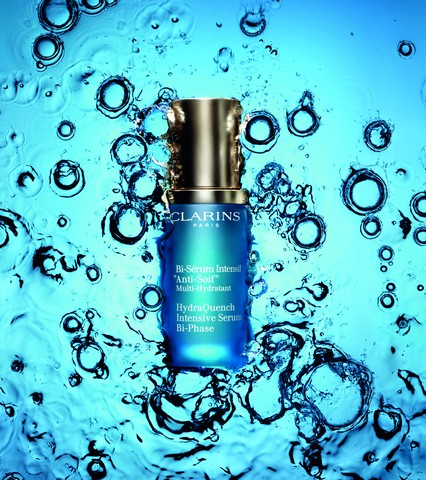 CLARINS
PARIS
Bi-Sérum Intensif
"Anti-Soif"
Multi-Hydratant
HydraQuench
Intensive Serum
Bi-Phase